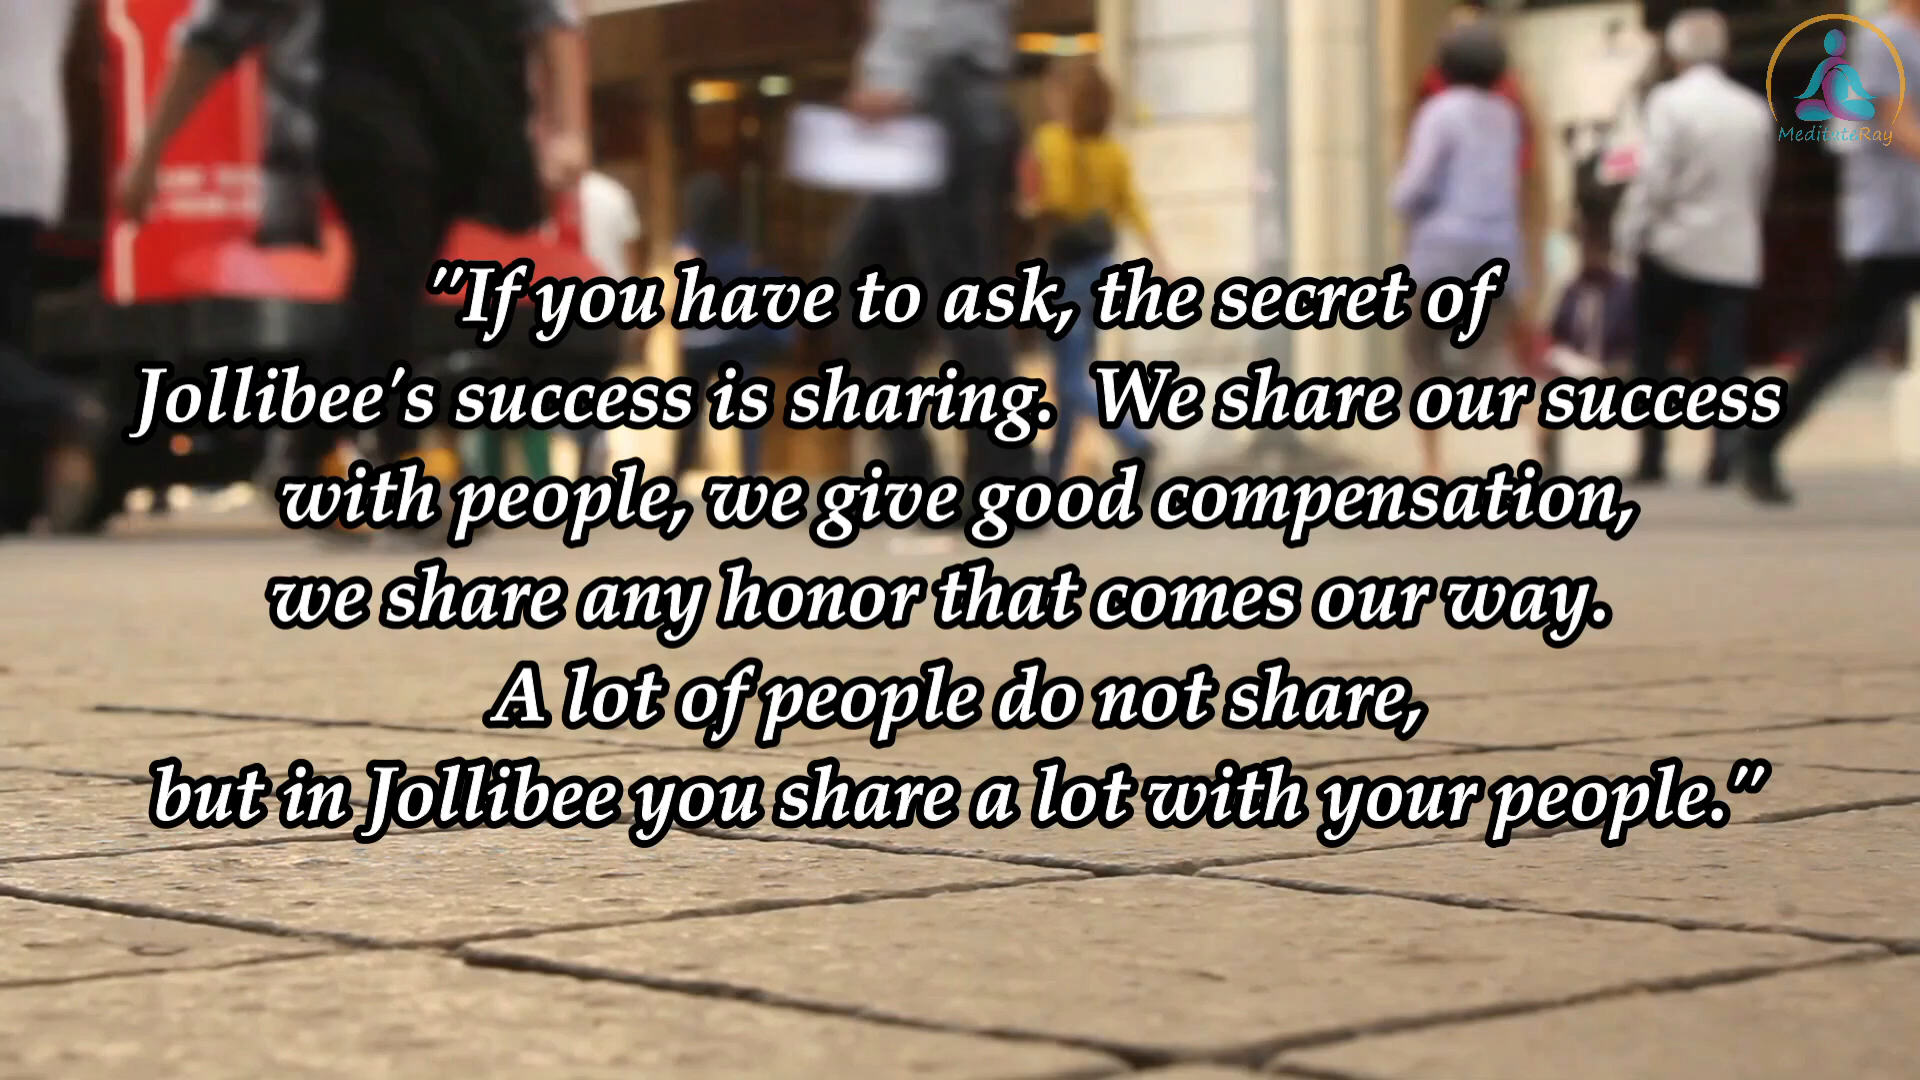 MeditateRay
"If you have to ask, the secret of
Jollibee's success is sharing.  We share our success
with people, we give good compensation,
we share any honor that comes our way.
A lot of people do not share,
but in Jollibee you share a lot with your people."